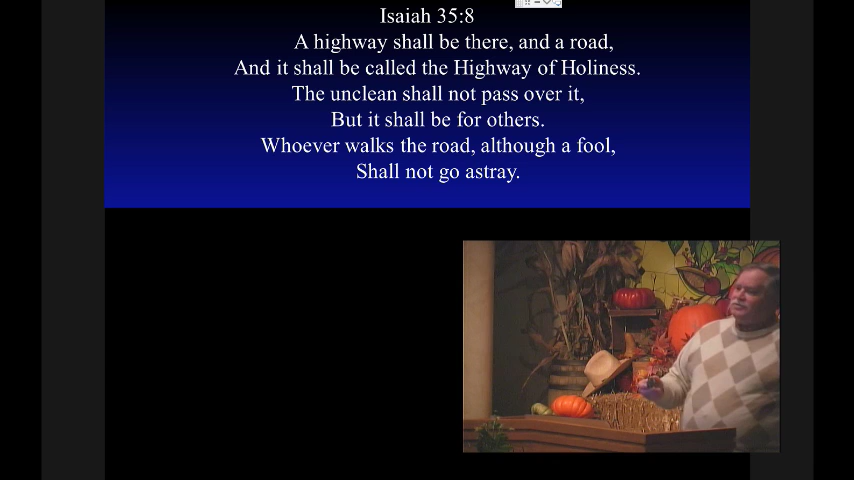 Isaiah 35:8
A highway shall be there, and a road,
And it shall be called the Highway of Holiness.
The unclean shall not pass over it,
But it shall be for others.
Whoever walks the road, although a fool,
Shall not go astray.